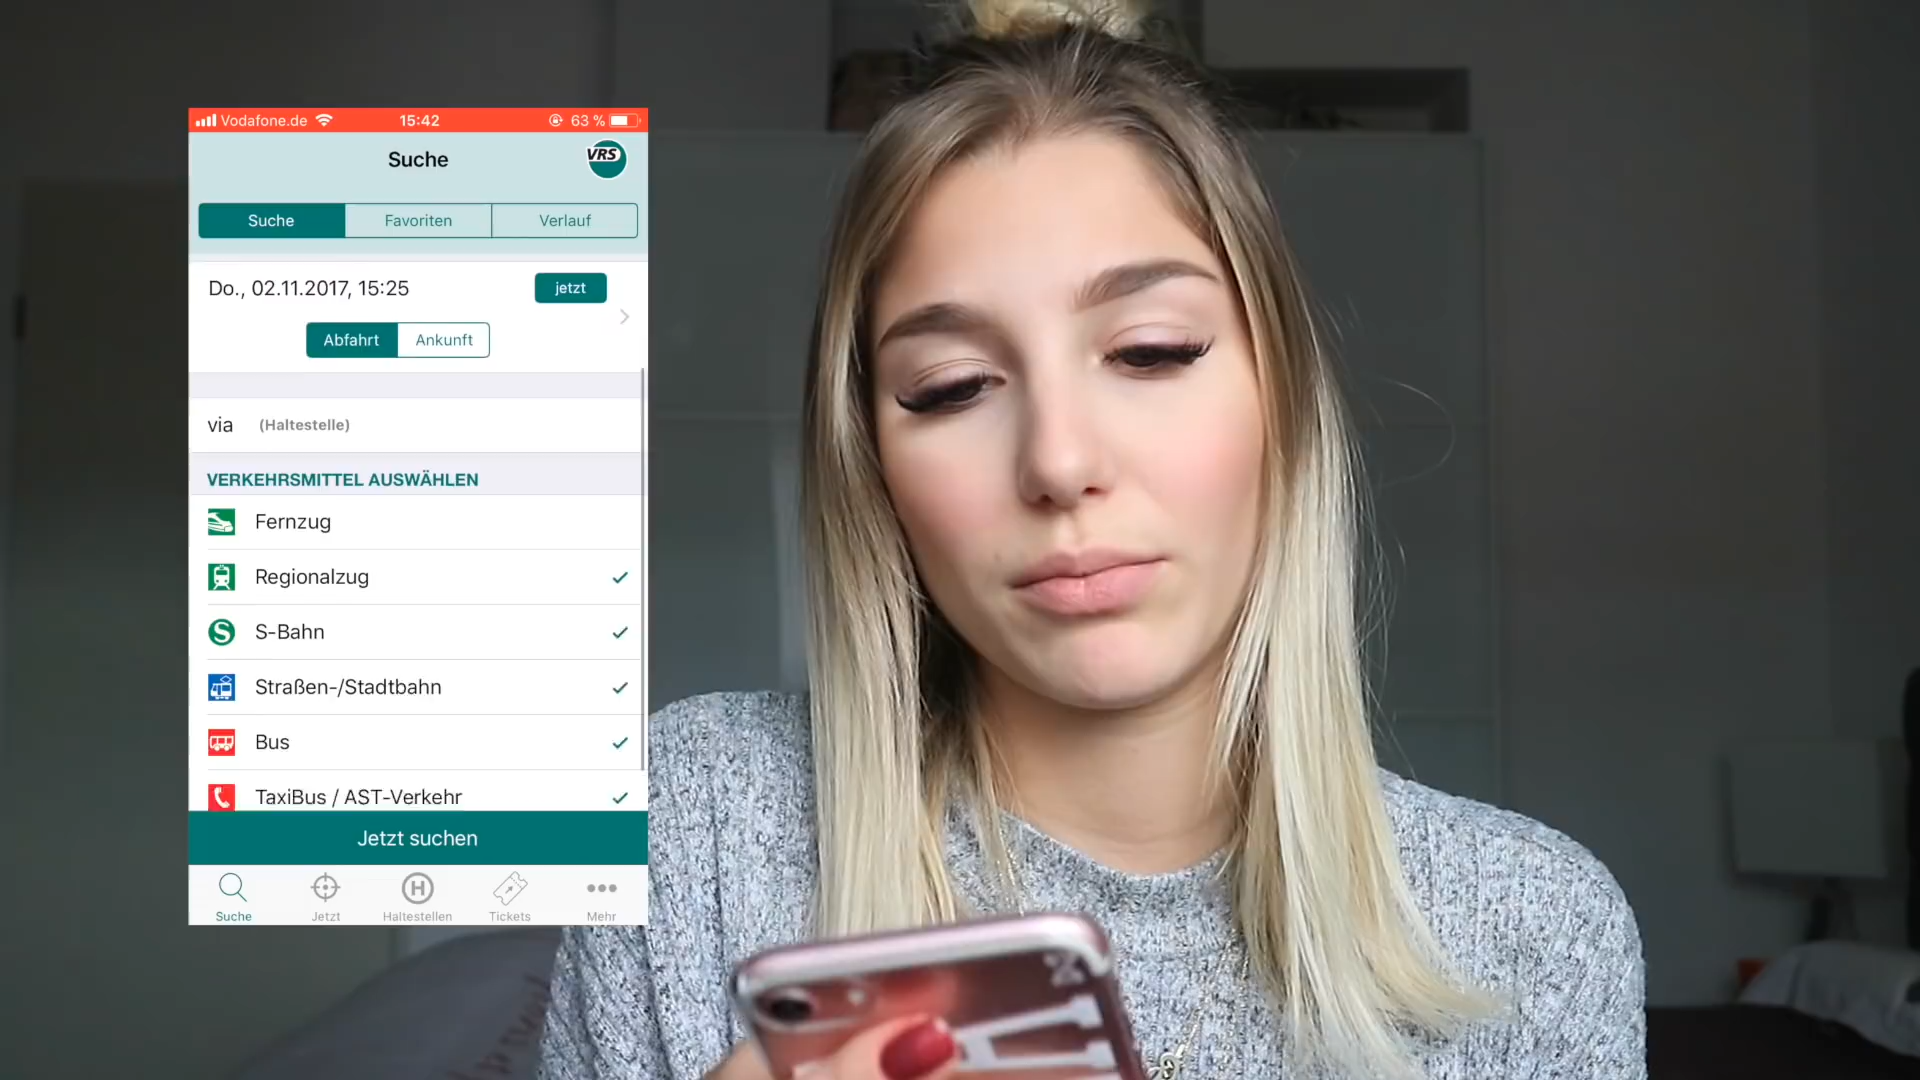 Vodafone.de 15:42 63 %
Suche VRS
Suche Favoriten Verlauf
Do., 02.11.2017, 15:25 jetzt
Abfahrt Ankunft
via (Haltestelle)
VERKEHRSMITTEL AUSWÄHLEN
Fernzug
Regionalzug
S S-Bahn
Straßen-/Stadtbahn
Bus
TaxiBus / AST-Verkehr
Jetzt suchen
H
Suche Jetzt Haltestellen Tickets Mehr